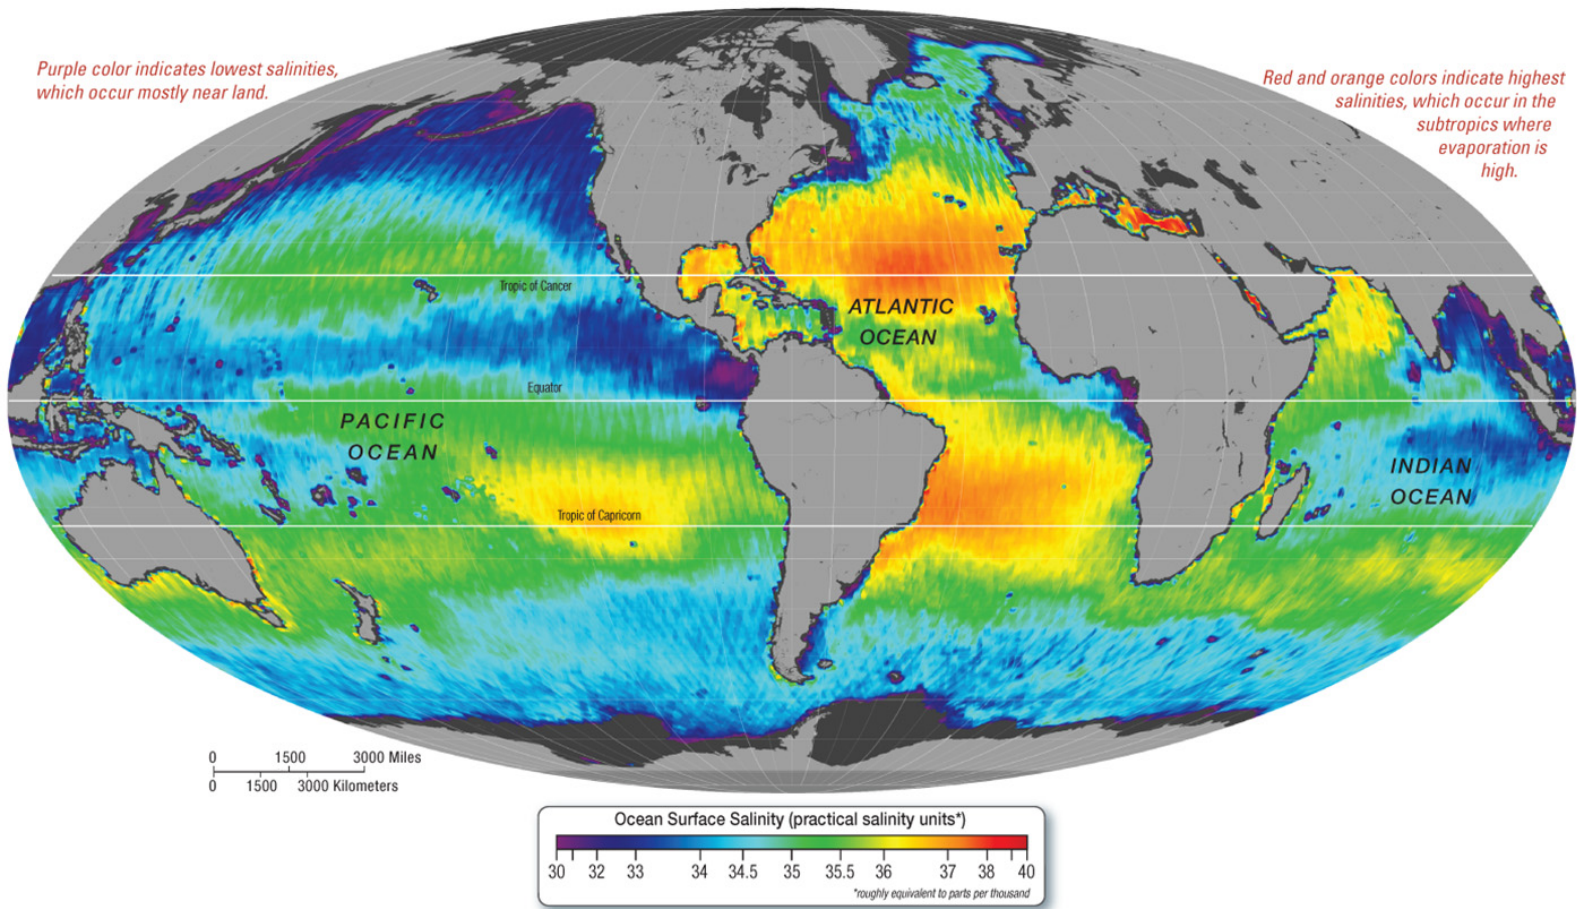 Purple color indicates lowest salinities,
which occur mostly near land.
Red and orange colors indicate highest
salinities, which occur in the
subtropics where
evaporation is
high.
Tropic of Cancer
ATLANTIC
OCEAN
Equator
PACIFIC
OCEAN
INDIAN
OCEAN
Tropic of Capricorn
0 1500 3000 Miles
0 1500 3000 Kilometers
Ocean Surface Salinity (practical salinity units*)
30 32 33 34 34.5 35 35.5 36 37 38 40
*roughly equivalent to parts per thousand